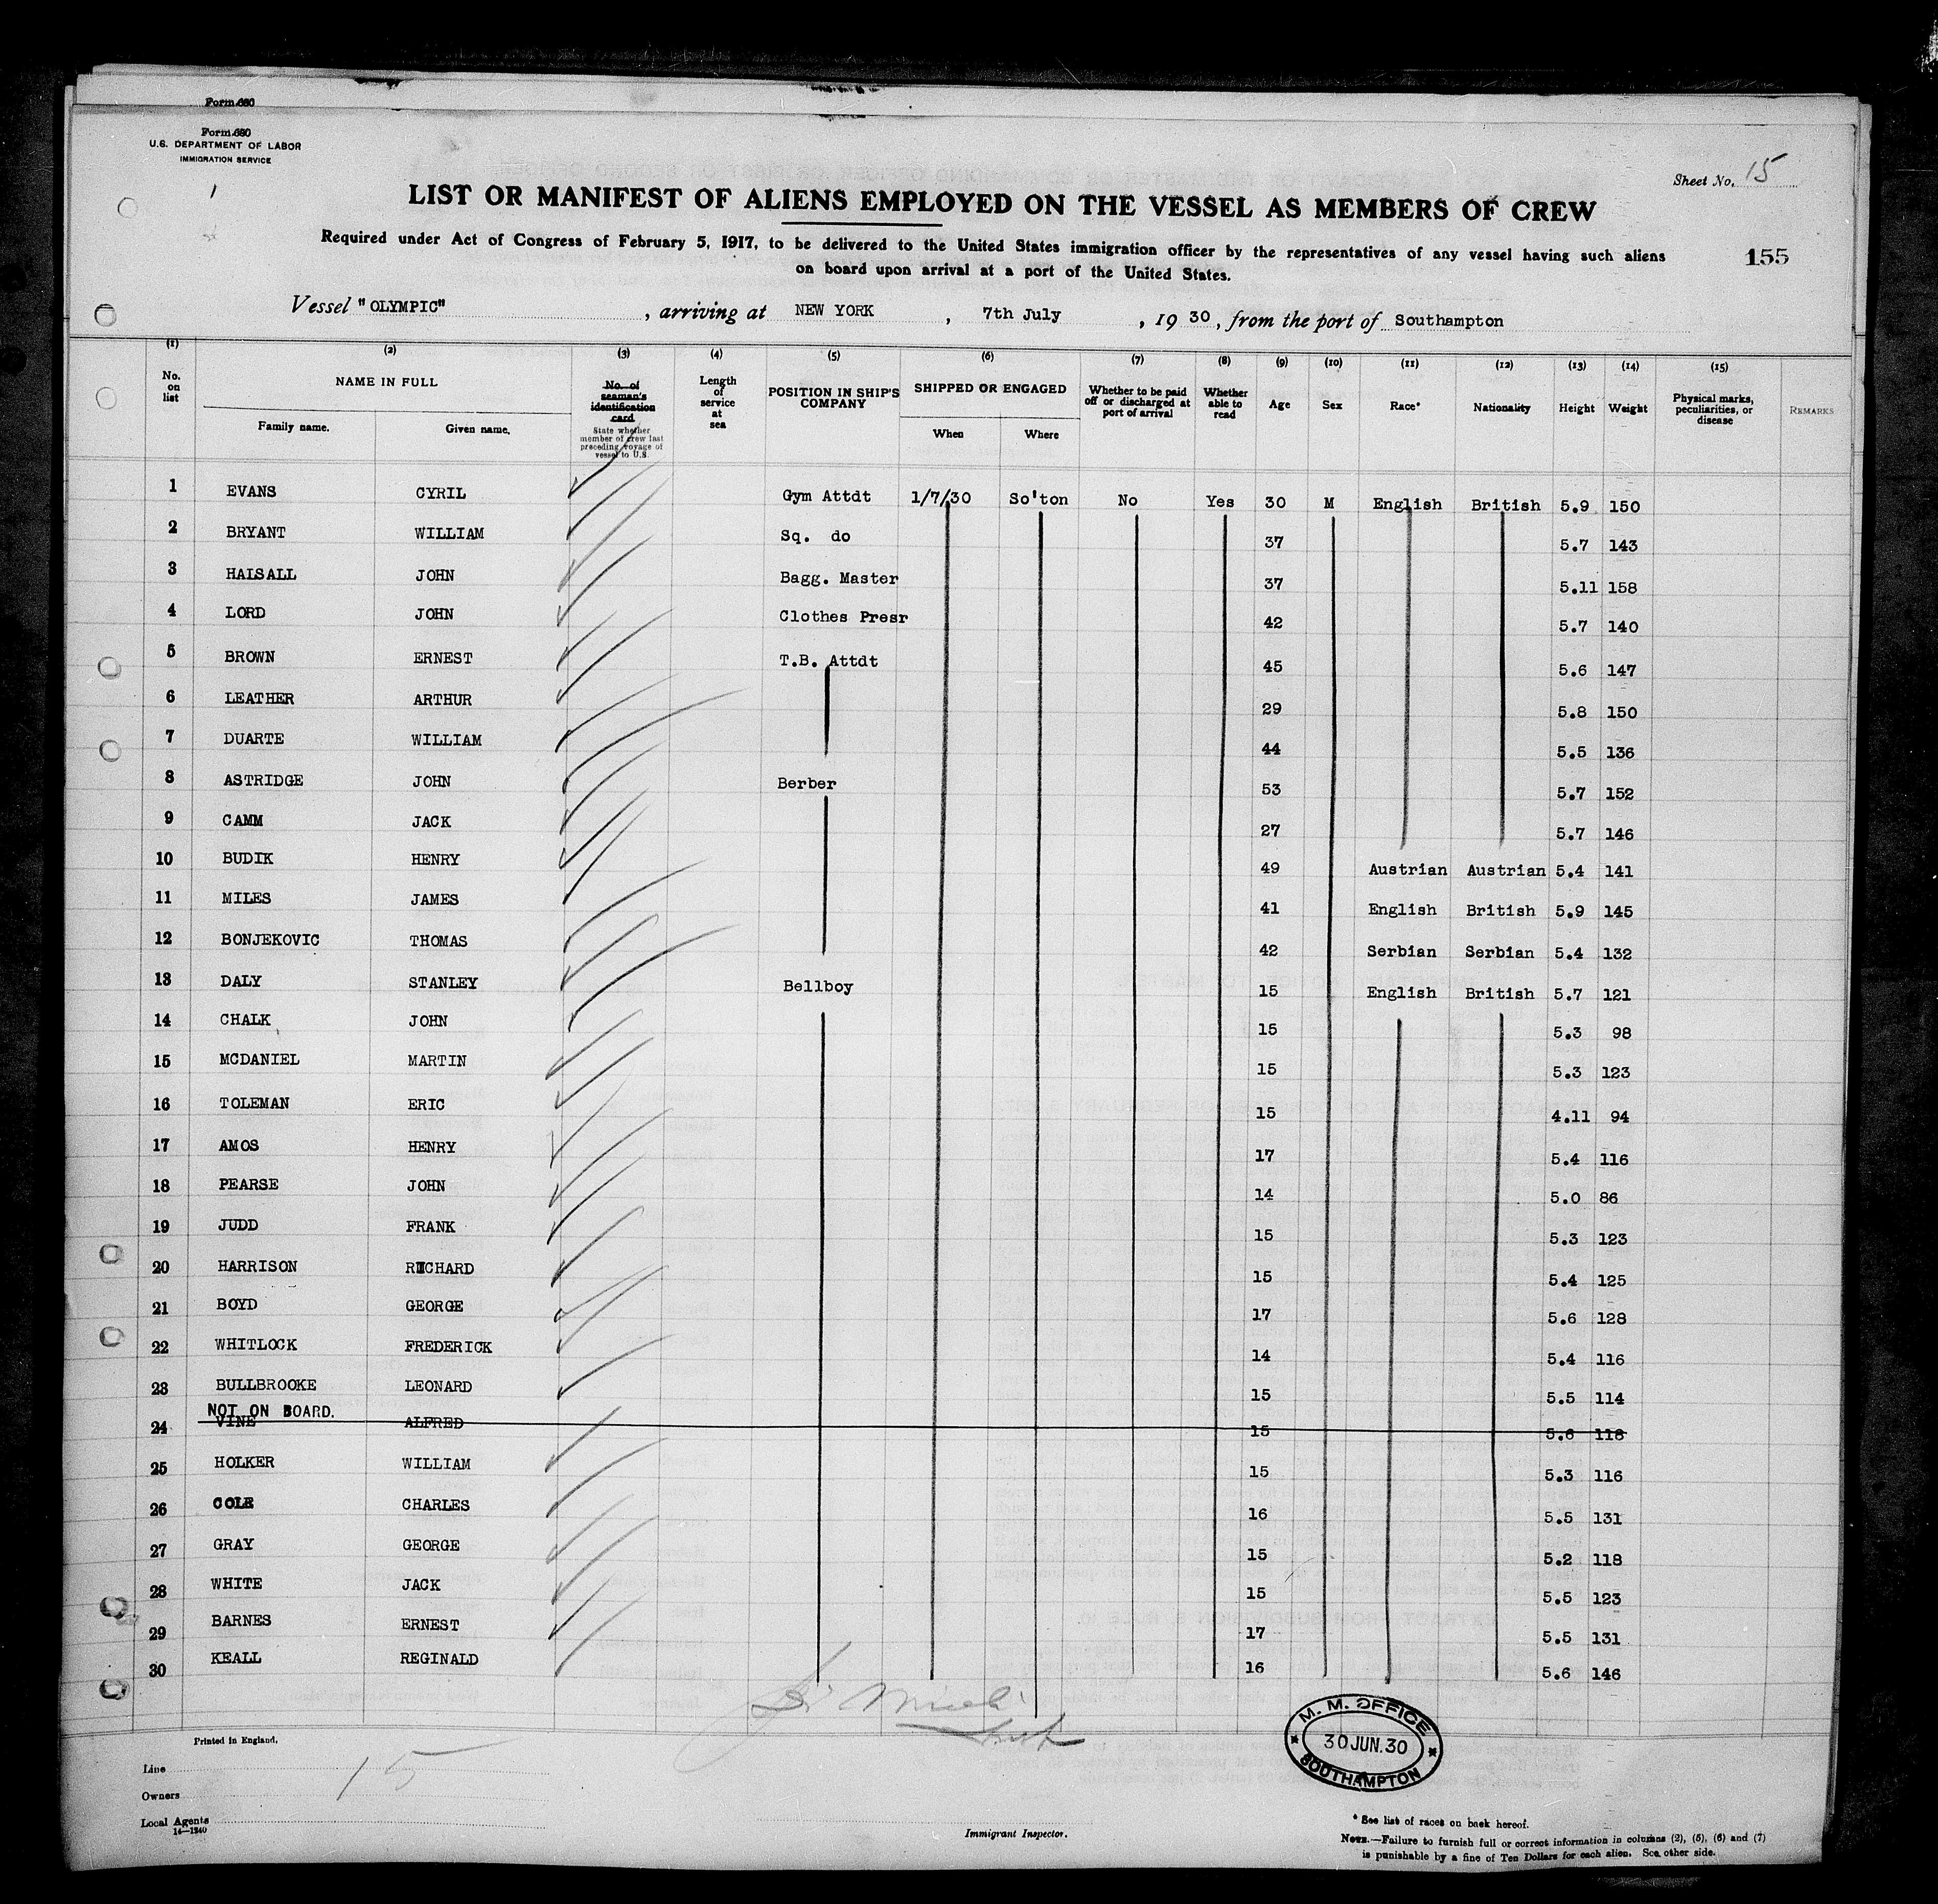 Form 680
Form 680
U.S. DEPARTMENT OF LABOR
IMMIGRATION SERVICE
1
Sheet No. 15
LIST OR MANIFEST OF ALIENS EMPLOYED ON THE VESSEL AS MEMBERS OF CREW
Required under Act of Congress of February 5, 1917, to be delivered to the United States immigration officer by the representatives of any vessel having such aliens
on board upon arrival at a port of the United States.
155
Vessel "OLYMPIC", arriving at NEW YORK, 7th July, 1930, from the port of Southampton
(1) (2) (3) (4) (5) (6) (7) (8) (9) (10) (11) (12) (13) (14) (15)
No. on list
NAME IN FULL
Family name.
Given name.
No. of seaman's identification card
State whether member of crew last preceding voyage of vessel to U.S.
Length of service at sea
POSITION IN SHIP'S COMPANY
SHIPPED OR ENGAGED
When
Where
Whether to be paid off or discharged at port of arrival
Whether able to read
Age
Sex
Race*
Nationality
Height
Weight
Physical marks, peculiarities, or disease
REMARKS
1 EVANS CYRIL Gym Attdt 1/7/30 So'ton No Yes 30 M English British 5.9 150
2 BRYANT WILLIAM Sq. do 37 5.7 143
3 HAISALL JOHN Bagg. Master 37 5.11 158
4 LORD JOHN Clothes Presr 42 5.7 140
5 BROWN ERNEST T.B. Attdt 45 5.6 147
6 LEATHER ARTHUR 29 5.8 150
7 DUARTE WILLIAM 44 5.5 136
8 ASTRIDGE JOHN Berber 53 5.7 152
9 CAMM JACK 27 5.7 146
10 BUDIK HENRY 49 Austrian Austrian 5.4 141
11 MILES JAMES 41 English British 5.9 145
12 BONJEKOVIC THOMAS 42 Serbian Serbian 5.4 132
13 DALY STANLEY Bellboy 15 English British 5.7 121
14 CHALK JOHN 15 5.3 98
15 MCDANIEL MARTIN 15 5.3 123
16 TOLEMAN ERIC 15 4.11 94
17 AMOS HENRY 17 5.4 116
18 PEARSE JOHN 14 5.0 86
19 JUDD FRANK 15 5.3 123
20 HARRISON RICHARD 15 5.4 125
21 BOYD GEORGE 17 5.6 128
22 WHITLOCK FREDERICK 14 5.4 116
23 BULLBROOKE LEONARD 15 5.5 114
NOT ON BOARD.
24 VINE ALFRED 15 5.6 118
25 HOLKER WILLIAM 15 5.3 116
26 COLE CHARLES 16 5.5 131
27 GRAY GEORGE 15 5.2 118
28 WHITE JACK 15 5.5 123
29 BARNES ERNEST 17 5.5 131
30 KEALL REGINALD 16 5.6 146
M. M. OFFICE
30 JUN. 30
SOUTHAMPTON
Printed in England.
Line
15
Owners
Local Agents
14—1240
Immigrant Inspector.
* See list of races on back hereof.
NOTE.—Failure to furnish full or correct information in columns (2), (5), (6) and (7)
is punishable by a fine of Ten Dollars for each alien. See other side.